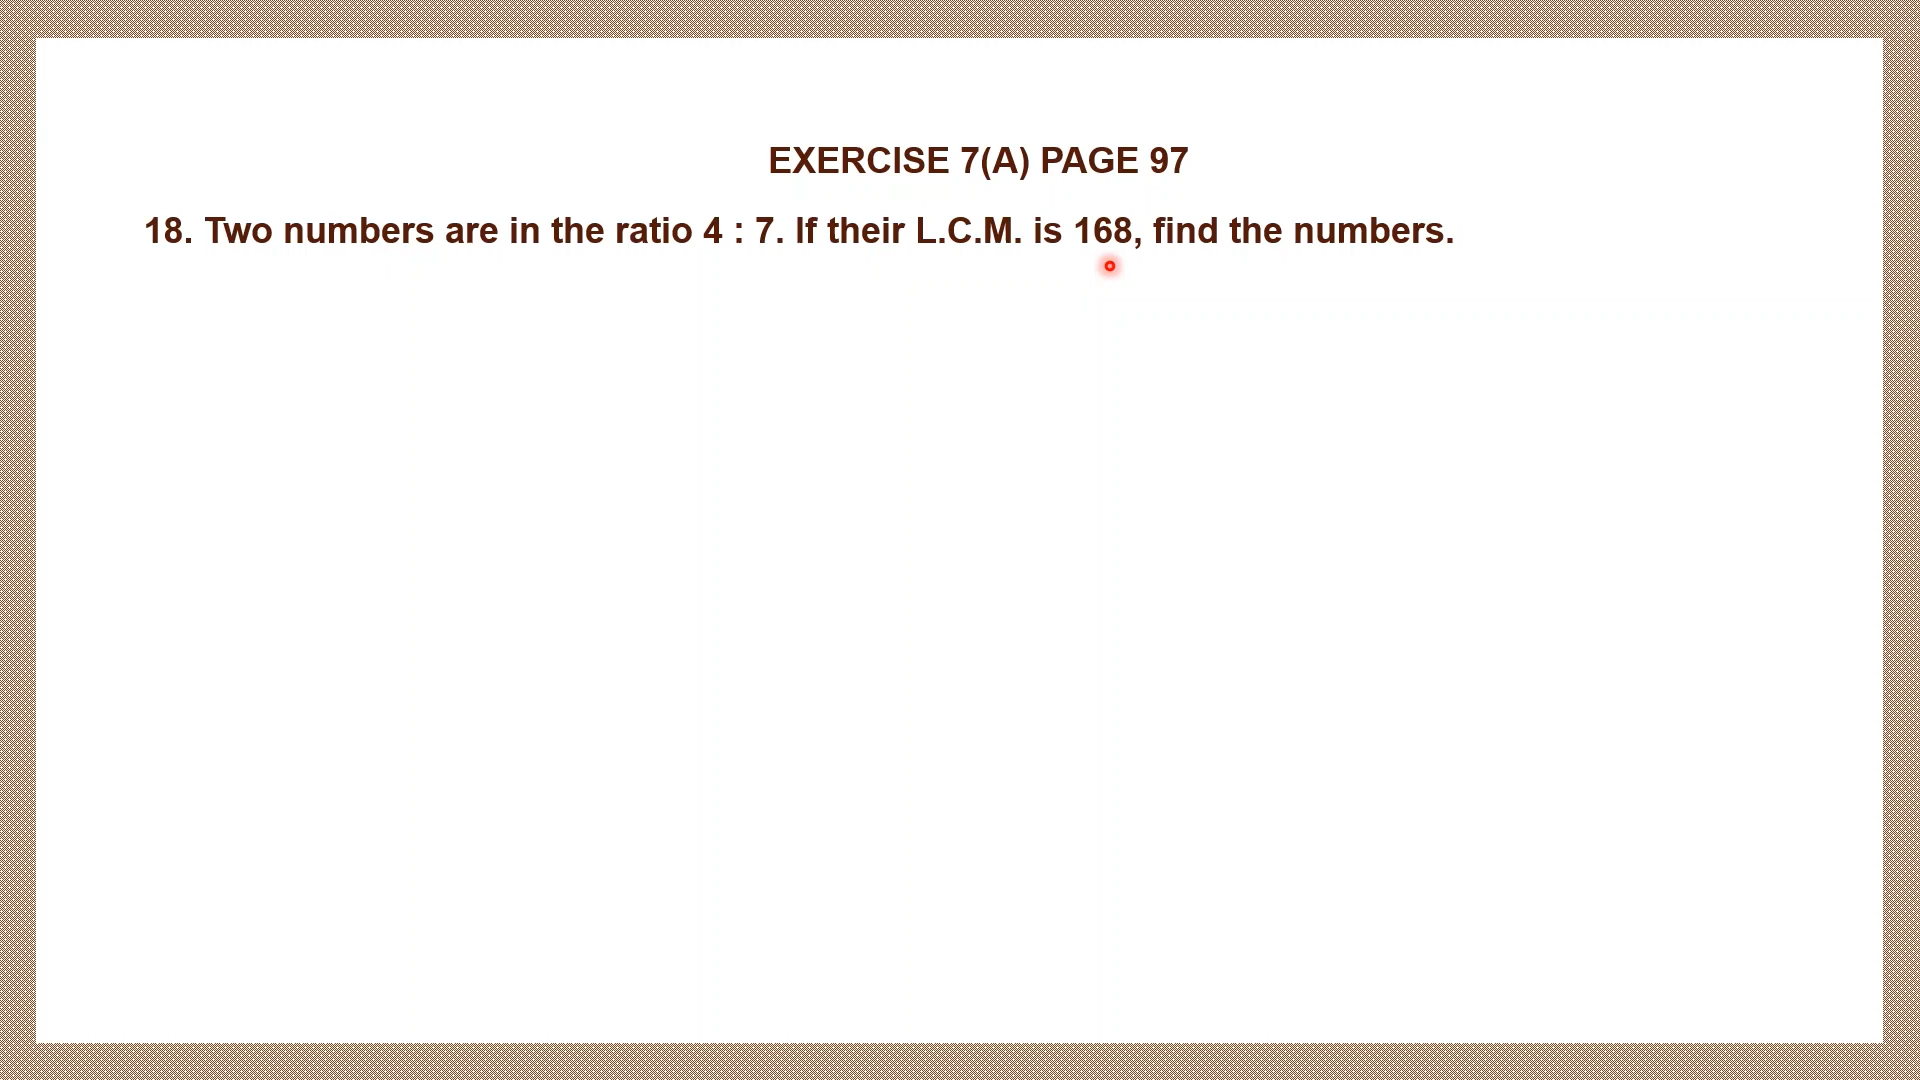 EXERCISE 7(A) PAGE 97
18. Two numbers are in the ratio 4 : 7. If their L.C.M. is 168, find the numbers.